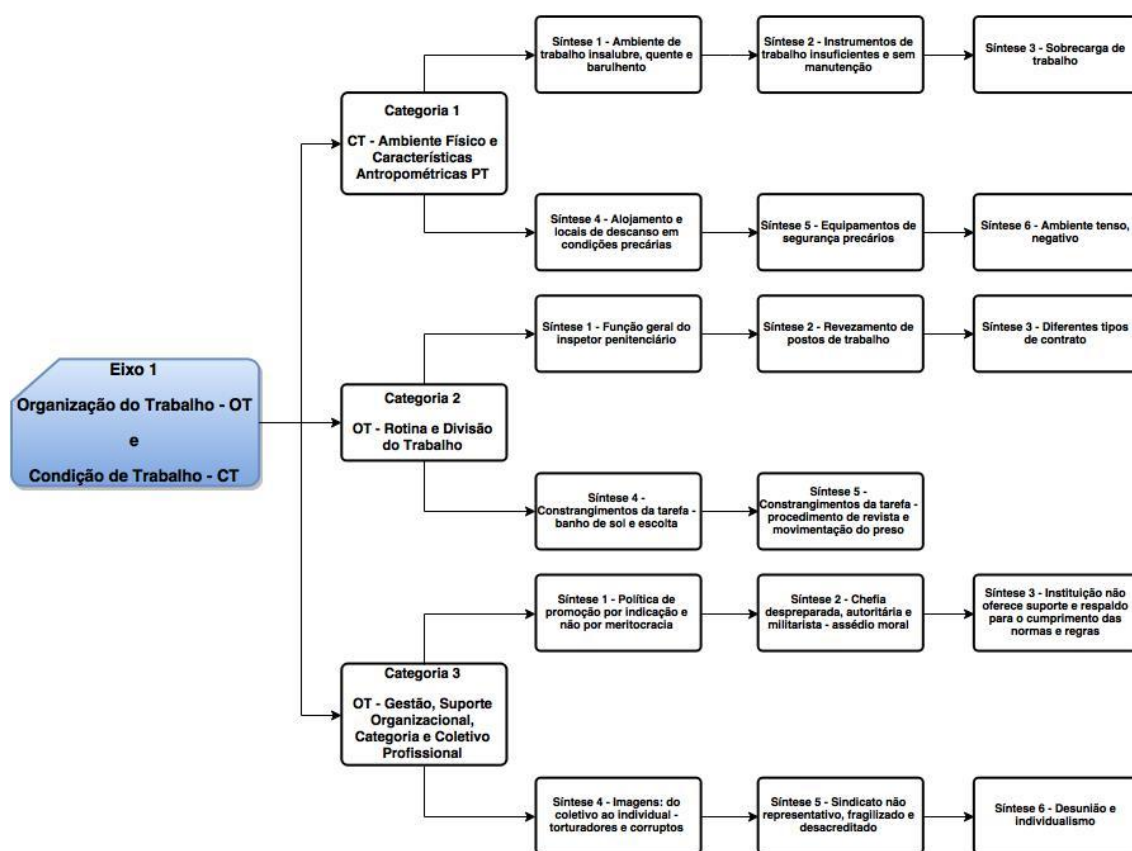 Eixo 1
Organização do Trabalho - OT
e
Condição de Trabalho - CT
Categoria 1
CT - Ambiente Físico e
Características
Antropométricas PT
Síntese 1 - Ambiente de
trabalho insalubre, quente e
barulhento
Síntese 2 - Instrumentos de
trabalho insuficientes e sem
manutenção
Síntese 3 - Sobrecarga de
trabalho
Síntese 4 - Alojamento e
locais de descanso em
condições precárias
Síntese 5 - Equipamentos de
segurança precários
Síntese 6 - Ambiente tenso,
negativo
Categoria 2
OT - Rotina e Divisão
do Trabalho
Síntese 1 - Função geral do
inspetor penitenciário
Síntese 2 - Revezamento de
postos de trabalho
Síntese 3 - Diferentes tipos
de contrato
Síntese 4 -
Constrangimentos da tarefa -
banho de sol e escolta
Síntese 5 -
Constrangimentos da tarefa -
procedimento de revista e
movimentação do preso
Categoria 3
OT - Gestão, Suporte
Organizacional,
Categoria e Coletivo
Profissional
Síntese 1 - Política de
promoção por indicação e
não por meritocracia
Síntese 2 - Chefia
despreparada, autoritária e
militarista - assédio moral
Síntese 3 - Instituição não
oferece suporte e respaldo
para o cumprimento das
normas e regras
Síntese 4 - Imagens: do
coletivo ao individual -
torturadores e corruptos
Síntese 5 - Sindicato não
representativo, fragilizado e
desacreditado
Síntese 6 - Desunião e
individualismo